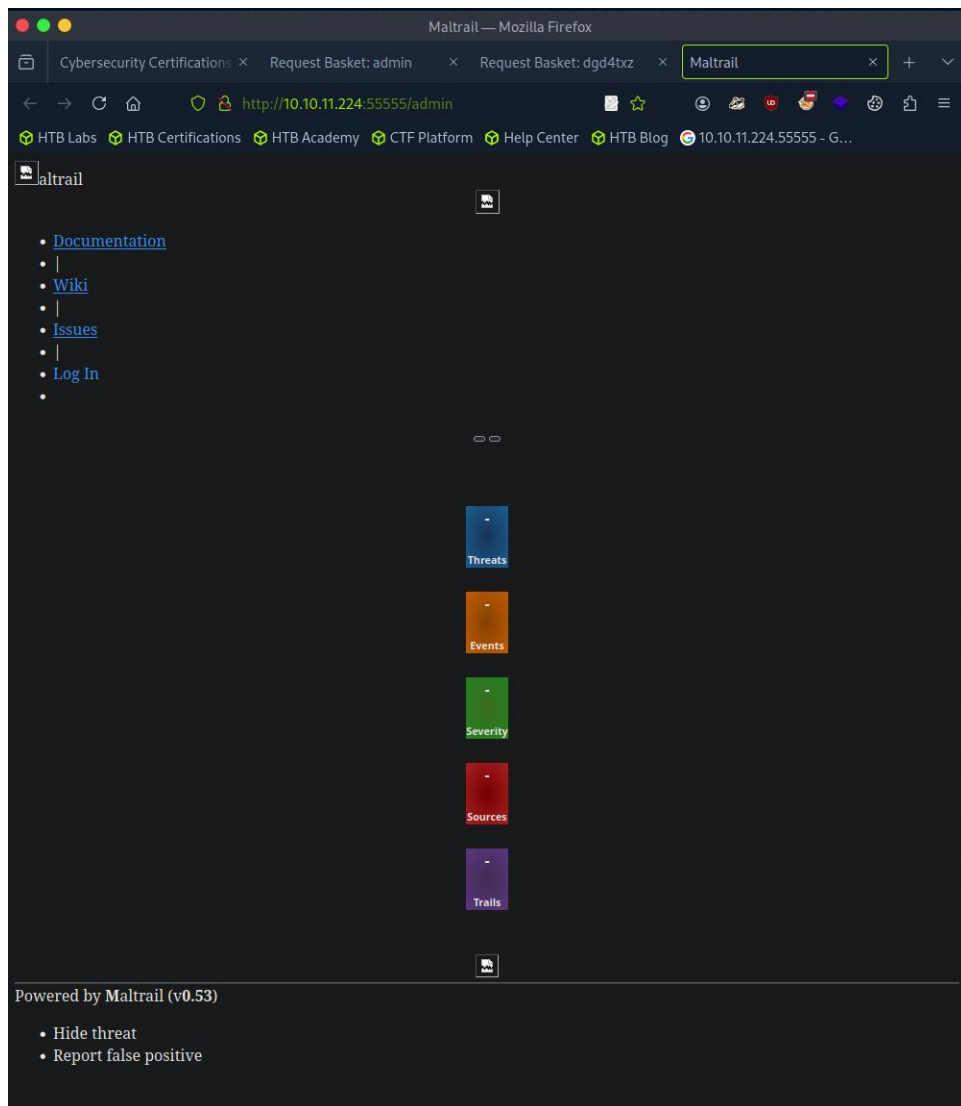 Maltrail — Mozilla Firefox
Cybersecurity Certifications
Request Basket: admin
Request Basket: dgd4txz
Maltrail
http://10.10.11.224:55555/admin
HTB Labs
HTB Certifications
HTB Academy
CTF Platform
Help Center
HTB Blog
10.10.11.224.55555 - G…
altrail
Documentation
|
Wiki
|
Issues
|
Log In
-
Threats
-
Events
-
Severity
-
Sources
-
Trails
Powered by Maltrail (v0.53)
Hide threat
Report false positive